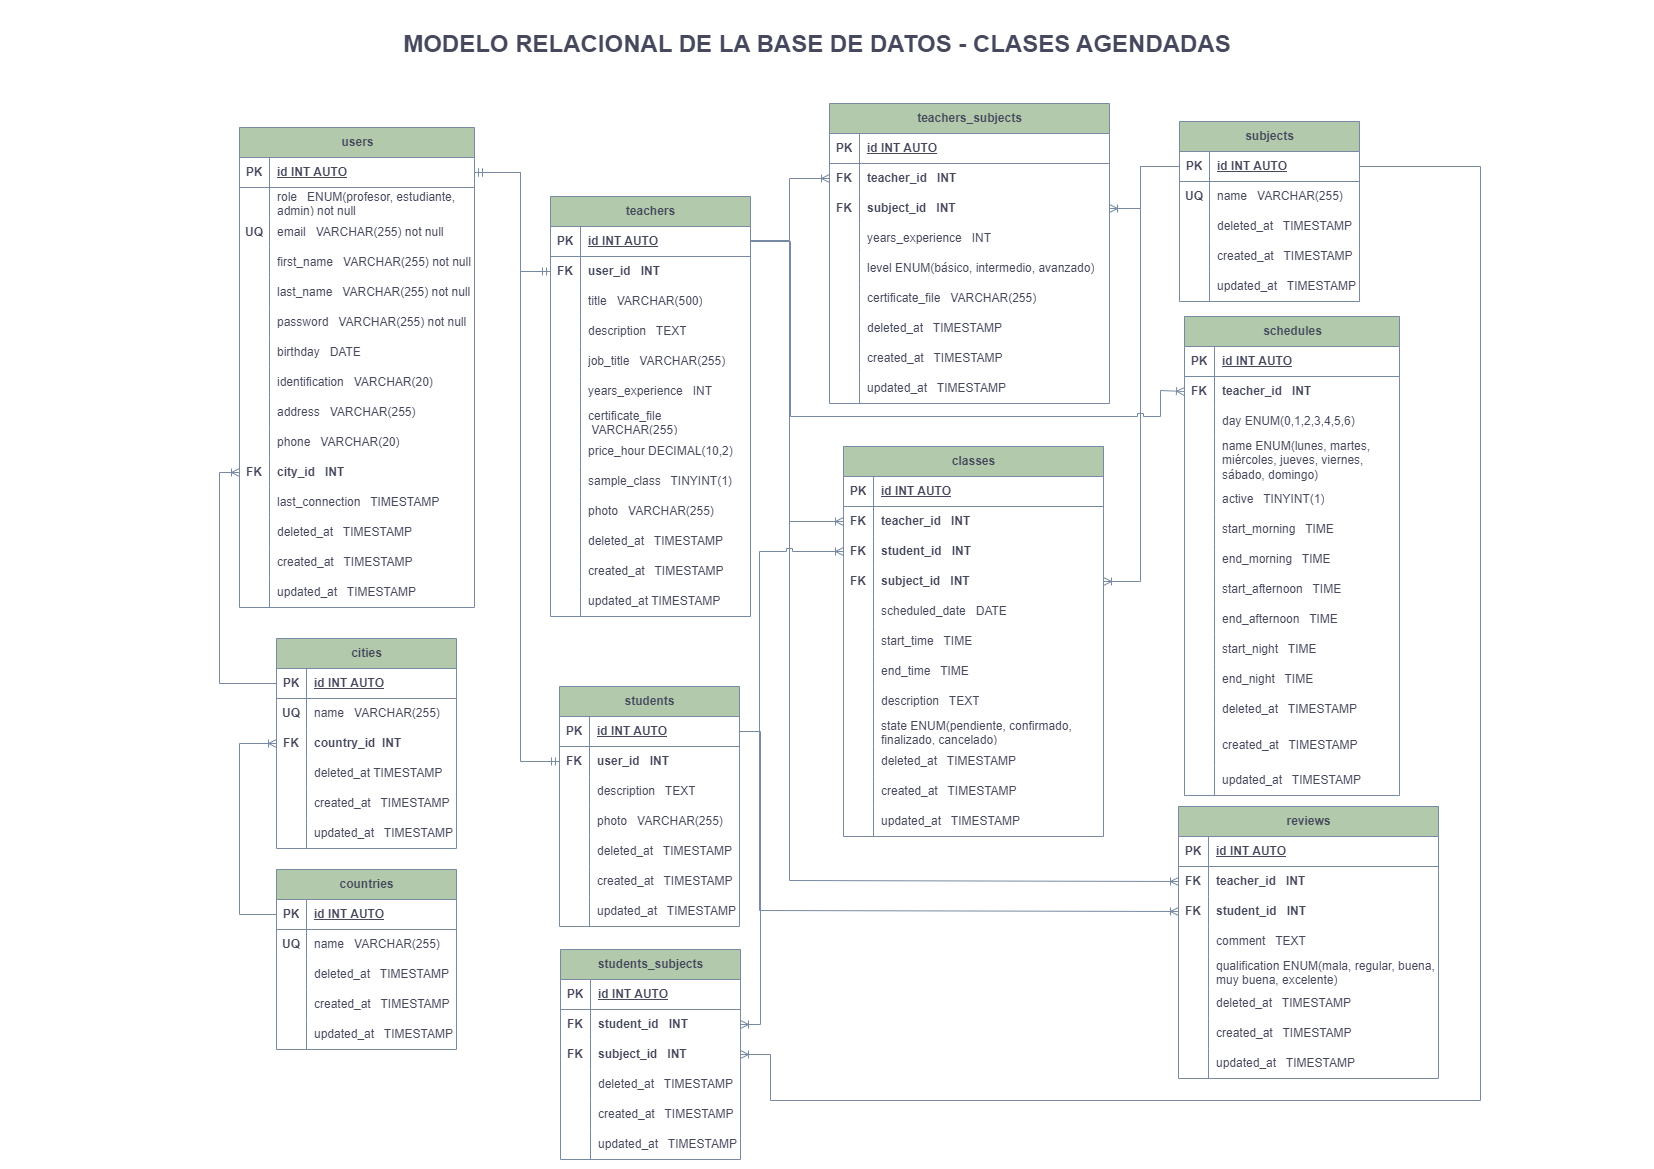 MODELO RELACIONAL DE LA BASE DE DATOS - CLASES AGENDADAS
users
PK id INT AUTO
role ENUM(profesor, estudiante,
admin) not null
UQ email VARCHAR(255) not null
first_name VARCHAR(255) not null
last_name VARCHAR(255) not null
password VARCHAR(255) not null
birthday DATE
identification VARCHAR(20)
address VARCHAR(255)
phone VARCHAR(20)
FK city_id INT
last_connection TIMESTAMP
deleted_at TIMESTAMP
created_at TIMESTAMP
updated_at TIMESTAMP
cities
PK id INT AUTO
UQ name VARCHAR(255)
FK country_id INT
deleted_at TIMESTAMP
created_at TIMESTAMP
updated_at TIMESTAMP
countries
PK id INT AUTO
UQ name VARCHAR(255)
deleted_at TIMESTAMP
created_at TIMESTAMP
updated_at TIMESTAMP
teachers
PK id INT AUTO
FK user_id INT
title VARCHAR(500)
description TEXT
job_title VARCHAR(255)
years_experience INT
certificate_file
VARCHAR(255)
price_hour DECIMAL(10,2)
sample_class TINYINT(1)
photo VARCHAR(255)
deleted_at TIMESTAMP
created_at TIMESTAMP
updated_at TIMESTAMP
students
PK id INT AUTO
FK user_id INT
description TEXT
photo VARCHAR(255)
deleted_at TIMESTAMP
created_at TIMESTAMP
updated_at TIMESTAMP
students_subjects
PK id INT AUTO
FK student_id INT
FK subject_id INT
deleted_at TIMESTAMP
created_at TIMESTAMP
updated_at TIMESTAMP
teachers_subjects
PK id INT AUTO
FK teacher_id INT
FK subject_id INT
years_experience INT
level ENUM(básico, intermedio, avanzado)
certificate_file VARCHAR(255)
deleted_at TIMESTAMP
created_at TIMESTAMP
updated_at TIMESTAMP
classes
PK id INT AUTO
FK teacher_id INT
FK student_id INT
FK subject_id INT
scheduled_date DATE
start_time TIME
end_time TIME
description TEXT
state ENUM(pendiente, confirmado,
finalizado, cancelado)
deleted_at TIMESTAMP
created_at TIMESTAMP
updated_at TIMESTAMP
subjects
PK id INT AUTO
UQ name VARCHAR(255)
deleted_at TIMESTAMP
created_at TIMESTAMP
updated_at TIMESTAMP
schedules
PK id INT AUTO
FK teacher_id INT
day ENUM(0,1,2,3,4,5,6)
name ENUM(lunes, martes,
miércoles, jueves, viernes,
sábado, domingo)
active TINYINT(1)
start_morning TIME
end_morning TIME
start_afternoon TIME
end_afternoon TIME
start_night TIME
end_night TIME
deleted_at TIMESTAMP
created_at TIMESTAMP
updated_at TIMESTAMP
reviews
PK id INT AUTO
FK teacher_id INT
FK student_id INT
comment TEXT
qualification ENUM(mala, regular, buena,
muy buena, excelente)
deleted_at TIMESTAMP
created_at TIMESTAMP
updated_at TIMESTAMP